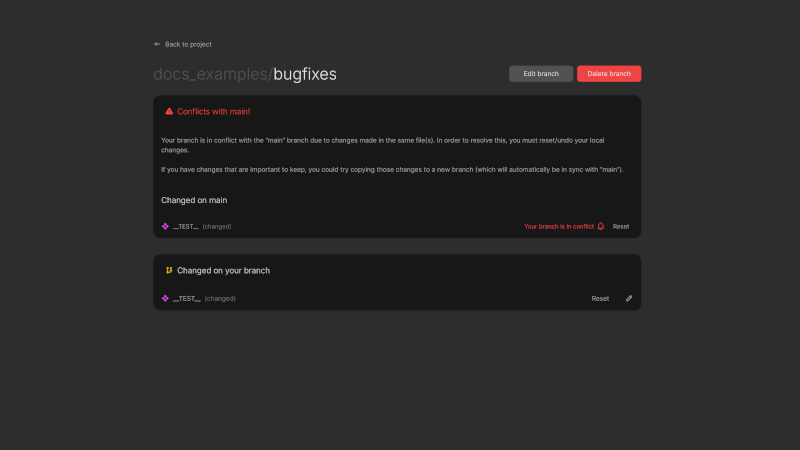 Back to project
docs_examples/bugfixes
Edit branch
Delete branch
Conflicts with main!
Your branch is in conflict with the "main" branch due to changes made in the same file(s). In order to resolve this, you must reset/undo your local
changes.
If you have changes that are important to keep, you could try copying those changes to a new branch (which will automatically be in sync with "main").
Changed on main
__TEST__ (changed)
Your branch is in conflict
Reset
Changed on your branch
__TEST__ (changed)
Reset